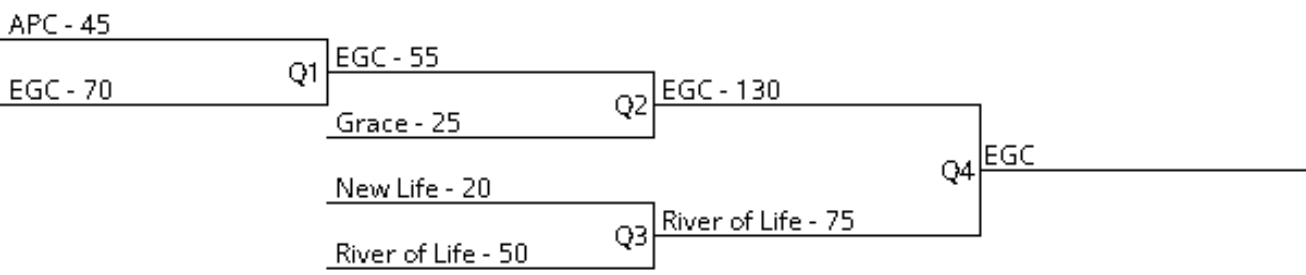 APC - 45
Q1
EGC - 70
EGC - 55
Q2
Grace - 25
New Life - 20
Q3
River of Life - 50
EGC - 130
Q4
River of Life - 75
EGC